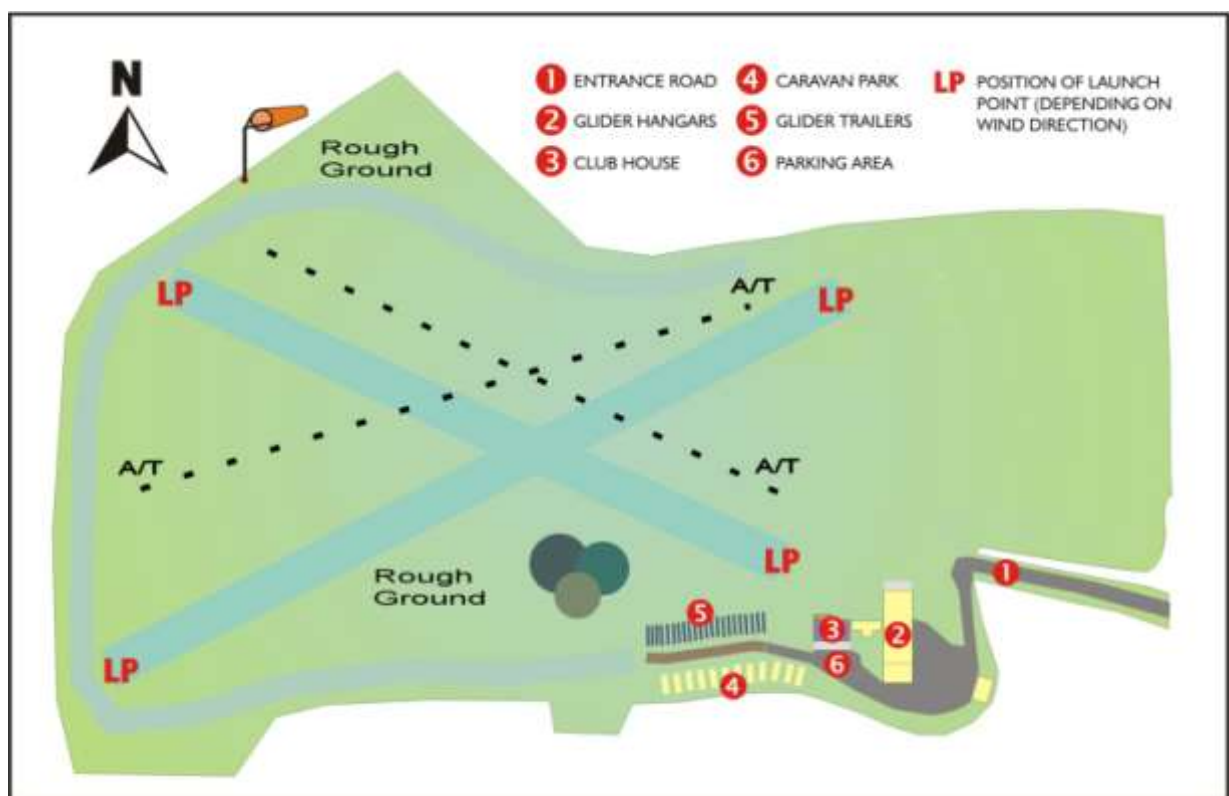 N
1 ENTRANCE ROAD
2 GLIDER HANGARS
3 CLUB HOUSE
4 CARAVAN PARK
5 GLIDER TRAILERS
6 PARKING AREA
LP POSITION OF LAUNCH
POINT (DEPENDING ON
WIND DIRECTION)
Rough
Ground
LP
A/T
LP
A/T
A/T
LP
1
Rough
Ground
5
3
2
LP
6
4